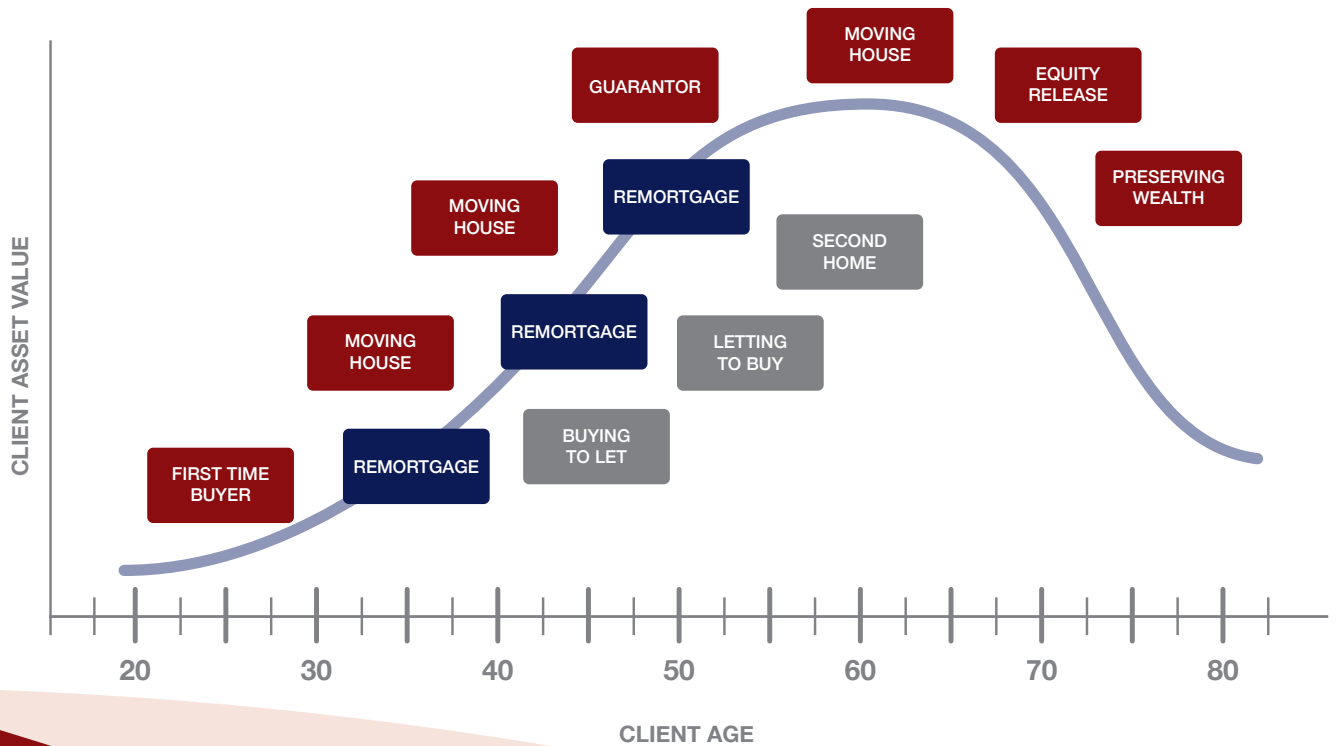 MOVING
HOUSE
GUARANTOR
EQUITY
RELEASE
PRESERVING
WEALTH
REMORTGAGE
MOVING
HOUSE
SECOND
HOME
REMORTGAGE
MOVING
HOUSE
LETTING
TO BUY
BUYING
TO LET
REMORTGAGE
FIRST TIME
BUYER
CLIENT ASSET VALUE
20
30
40
50
60
70
80
CLIENT AGE